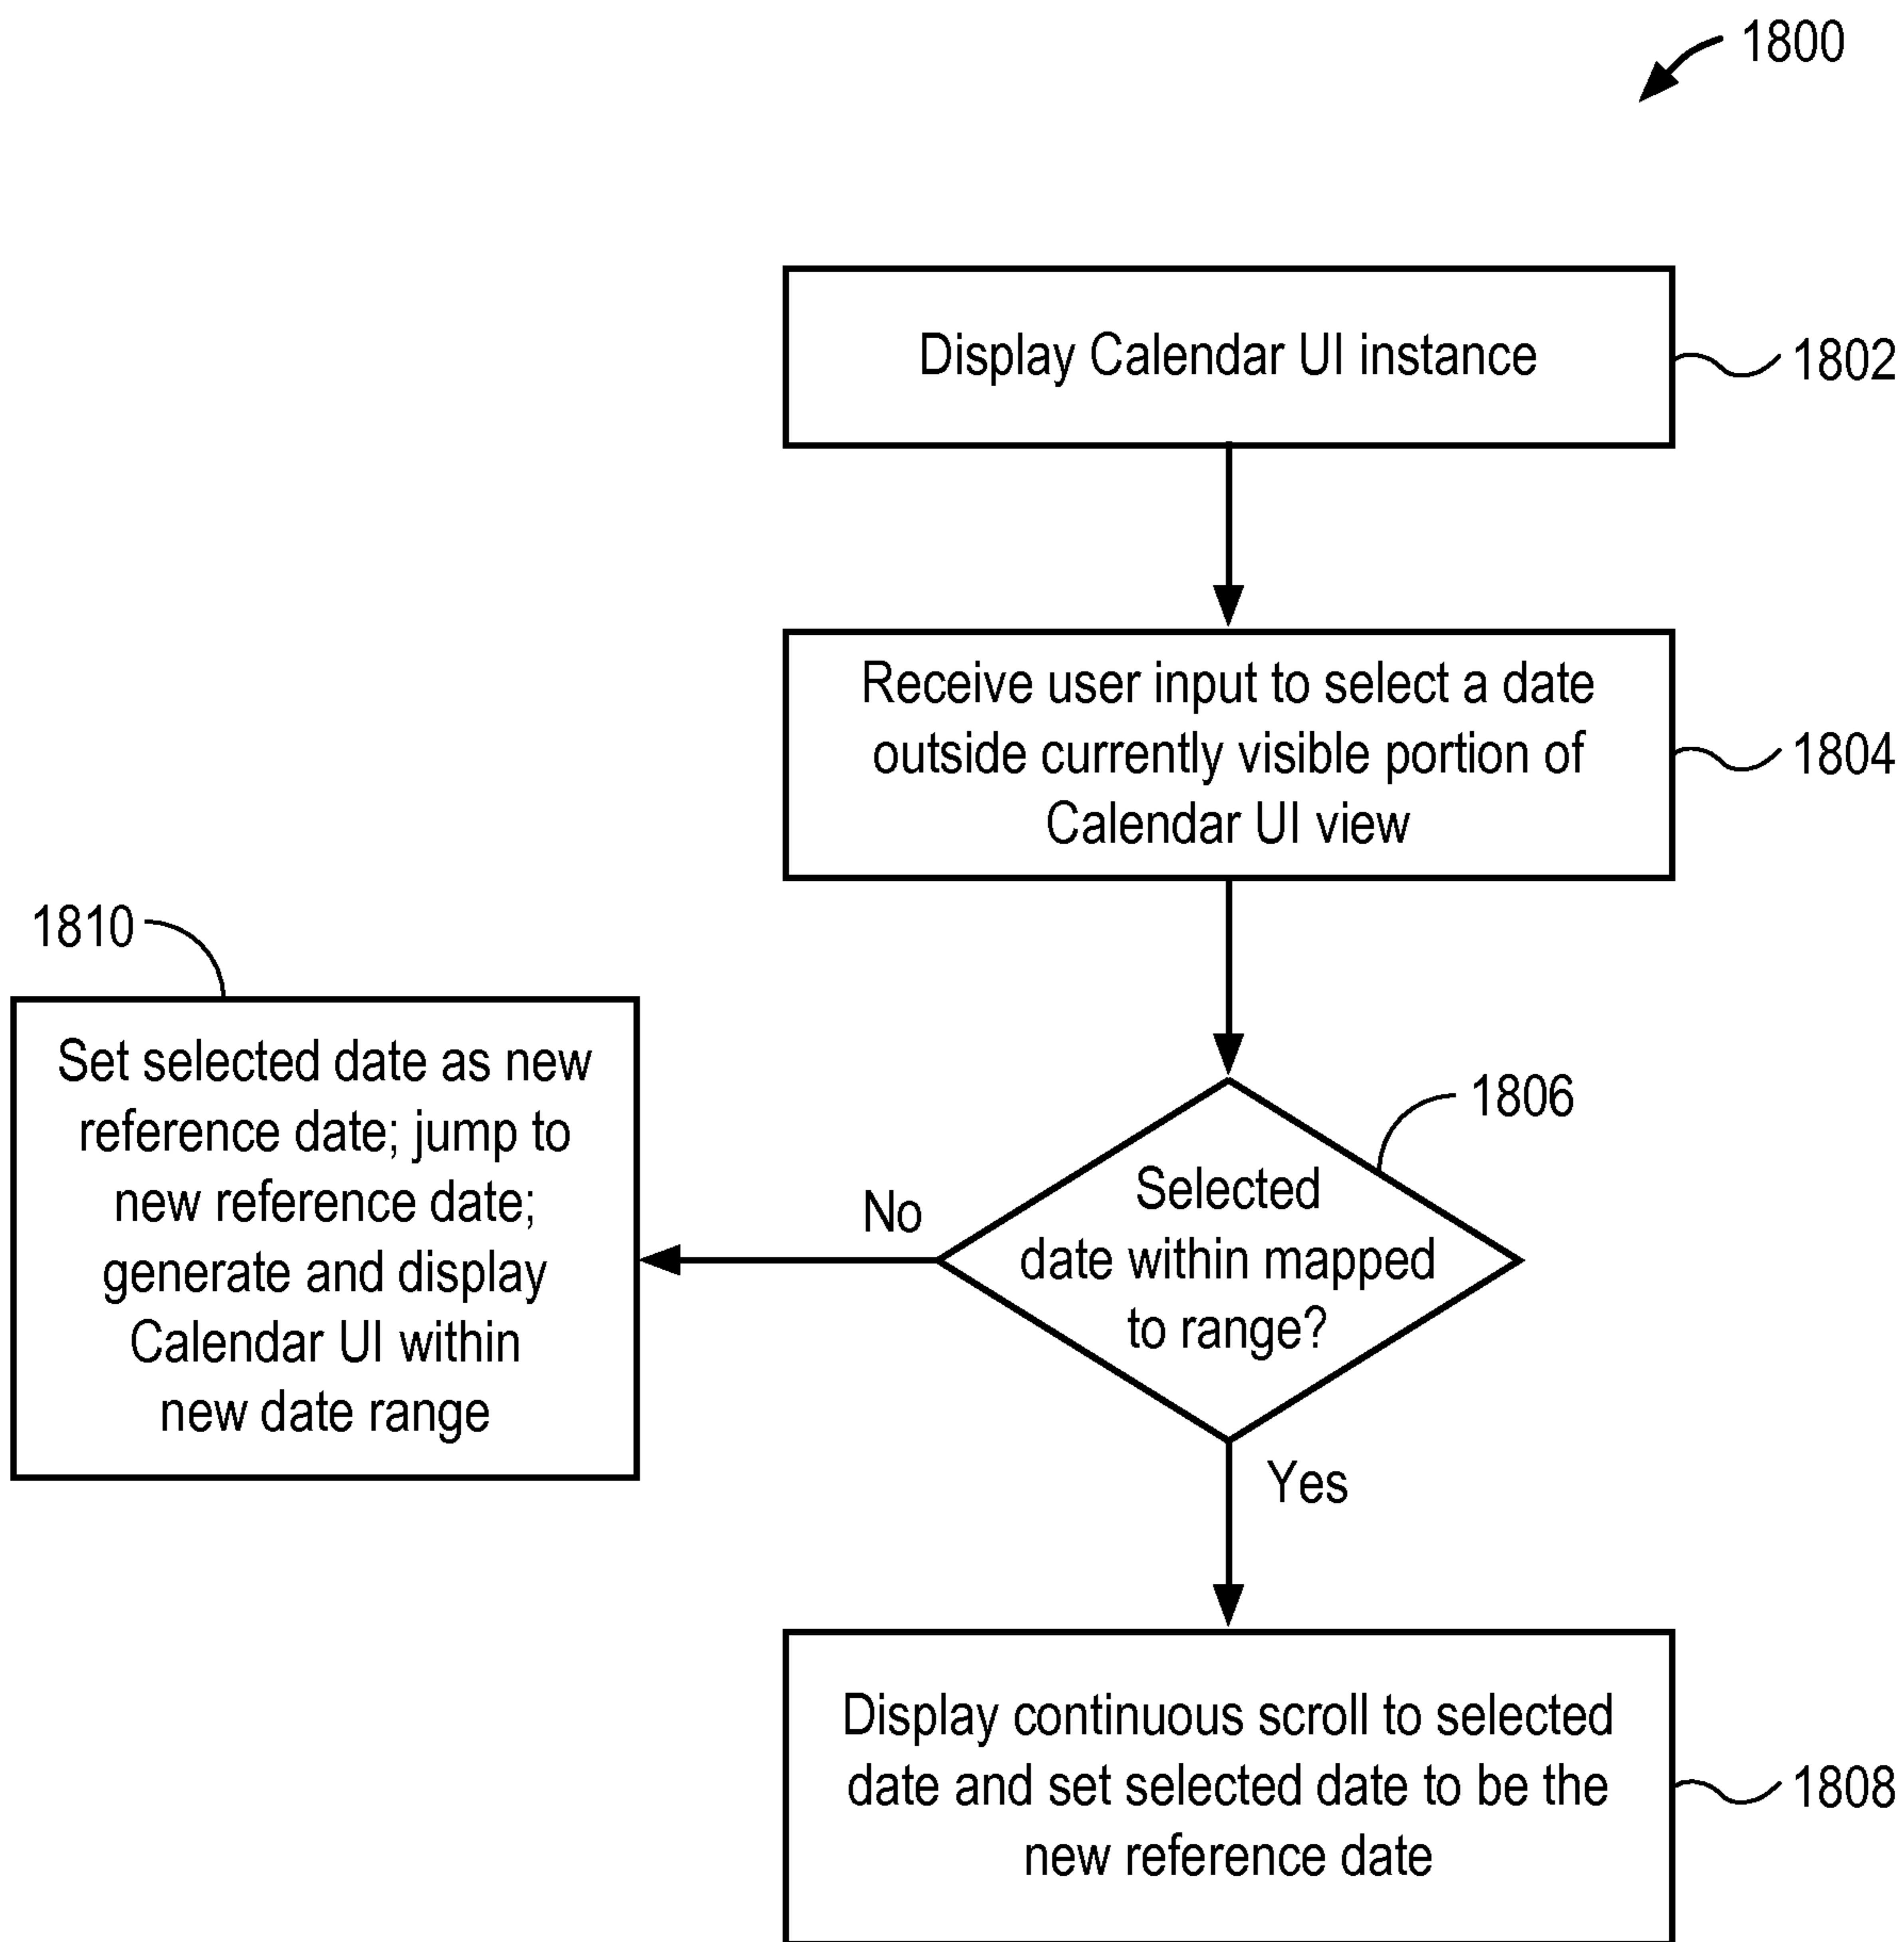 1800
Display Calendar UI instance
1802
Receive user input to select a date
outside currently visible portion of
Calendar UI view
1804
1810
Set selected date as new
reference date; jump to
new reference date;
generate and display
Calendar UI within
new date range
1806
Selected
date within mapped
to range?
No
Yes
Display continuous scroll to selected
date and set selected date to be the
new reference date
1808